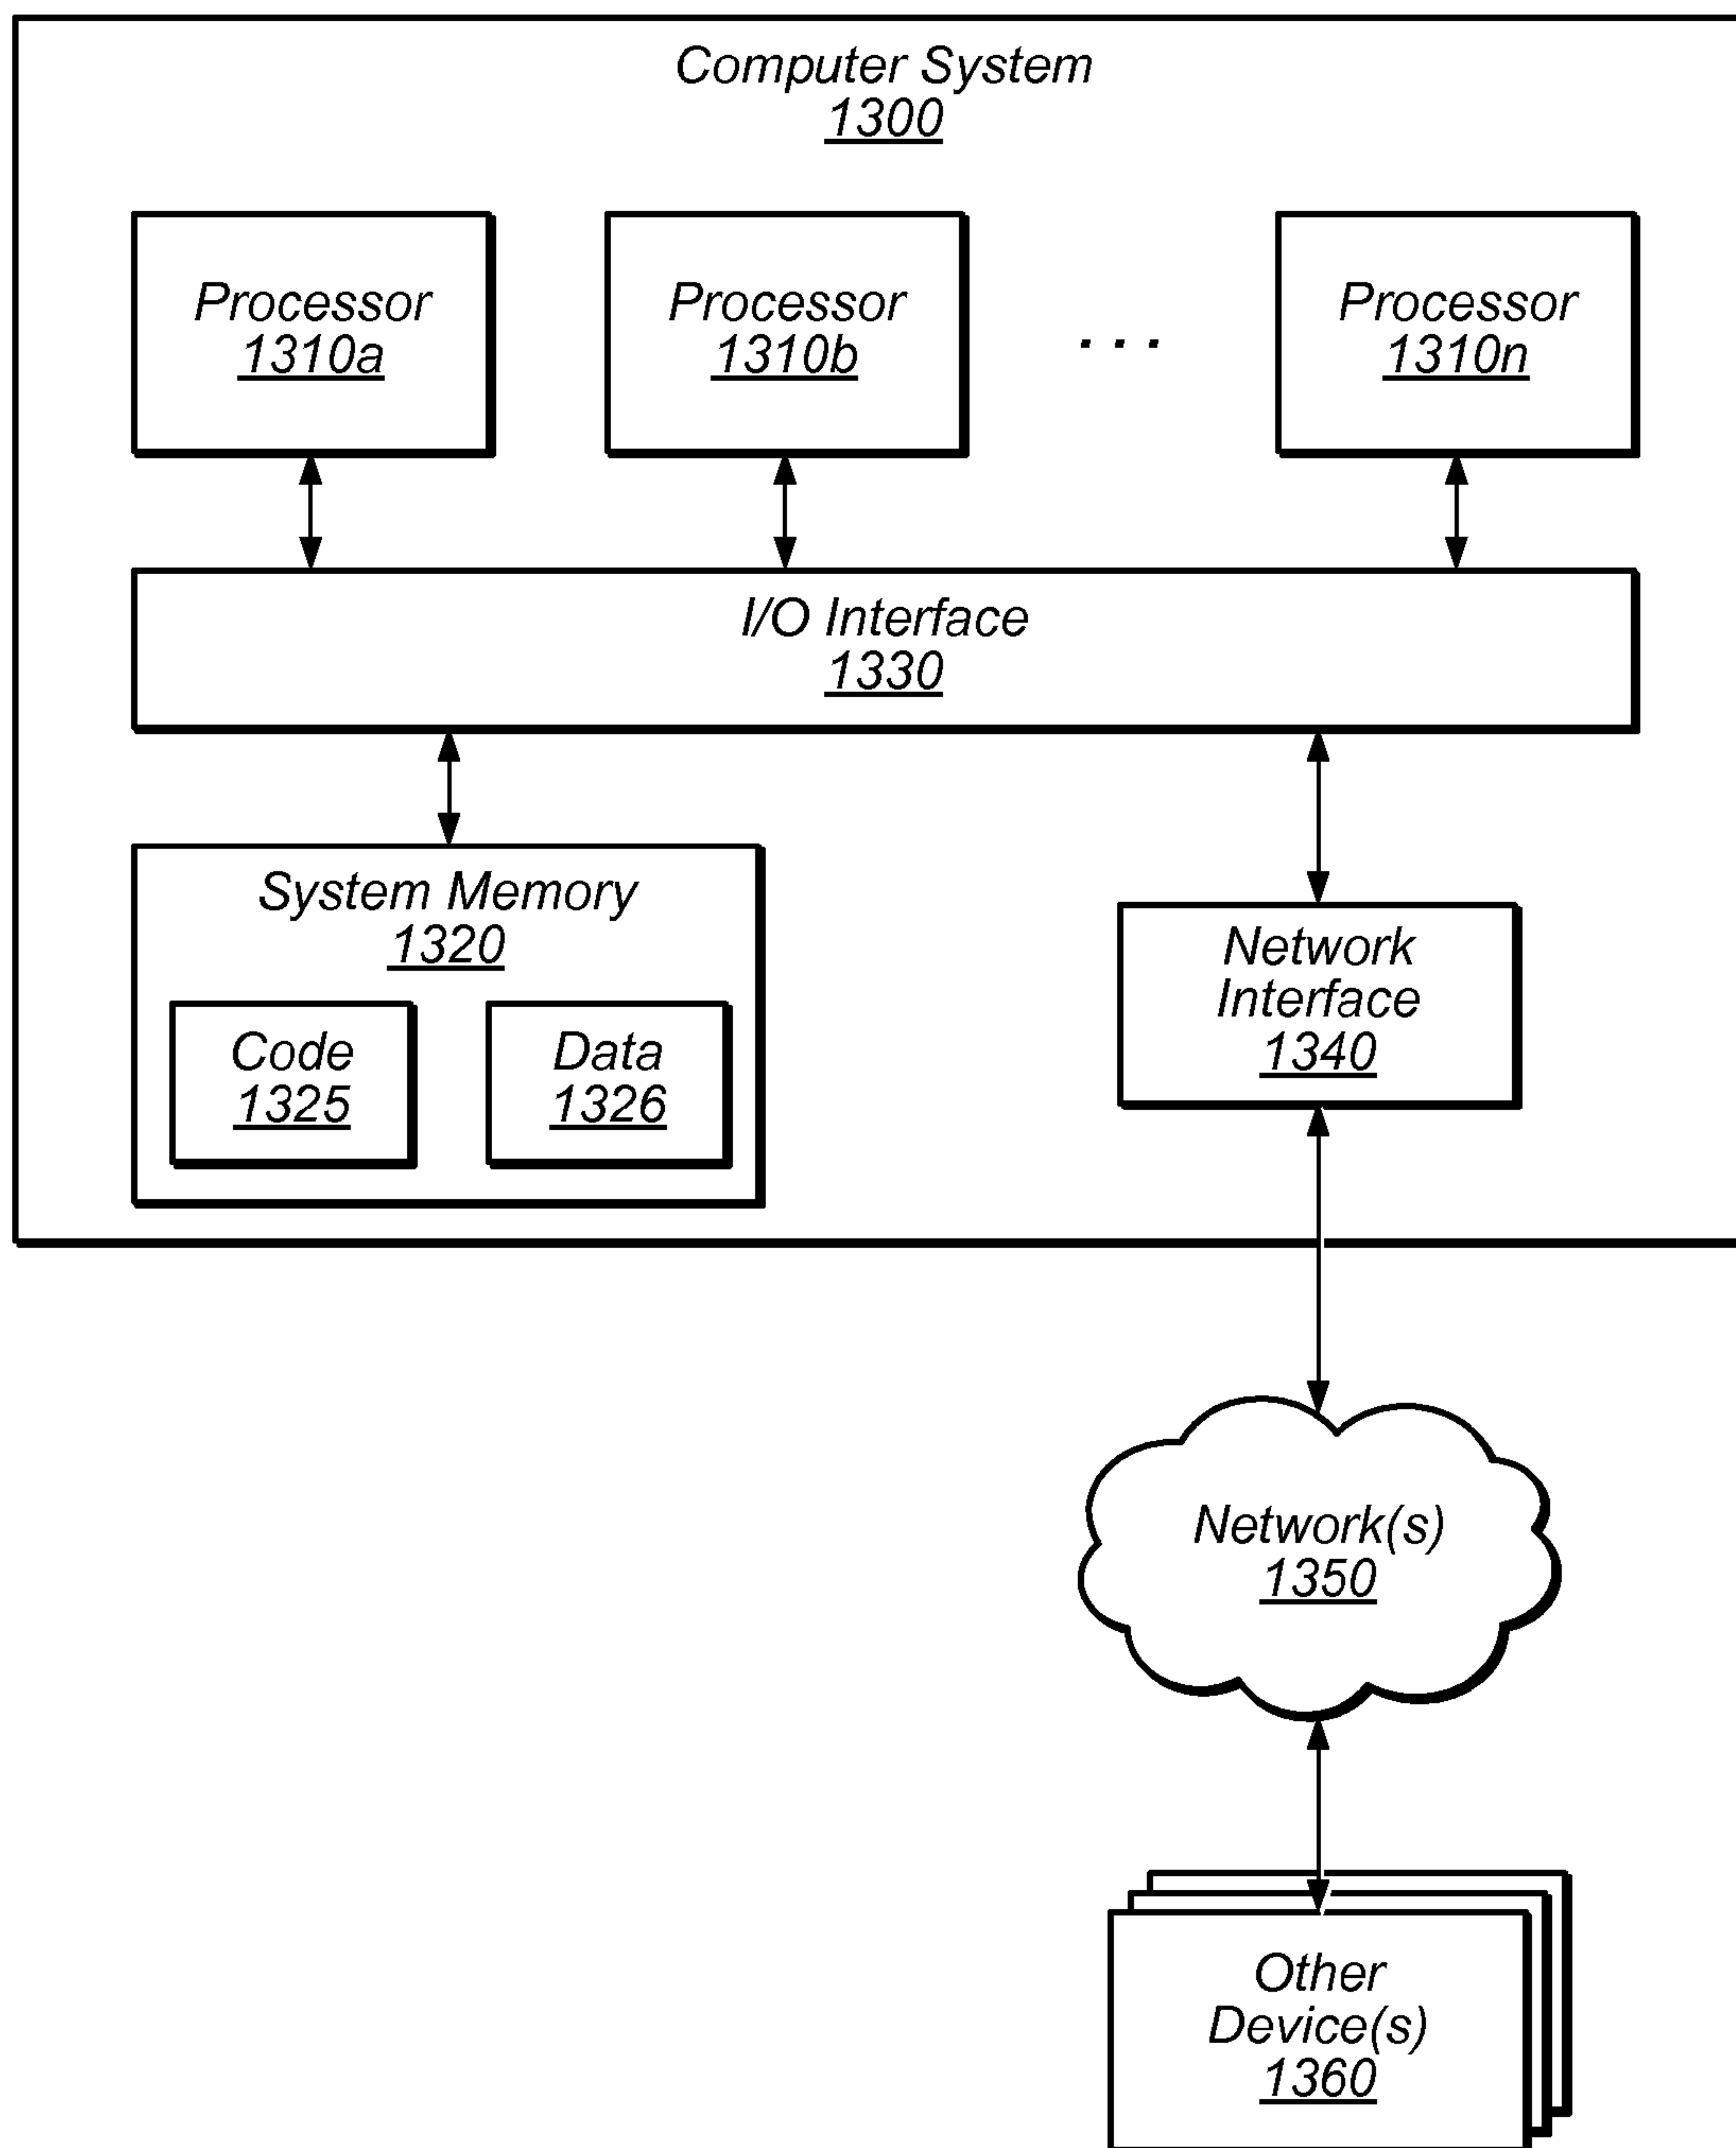 Computer System
1300
Processor
1310a
Processor
1310b
. . .
Processor
1310n
I/O Interface
1330
System Memory
1320
Code
1325
Data
1326
Network
Interface
1340
Network(s)
1350
Other
Device(s)
1360